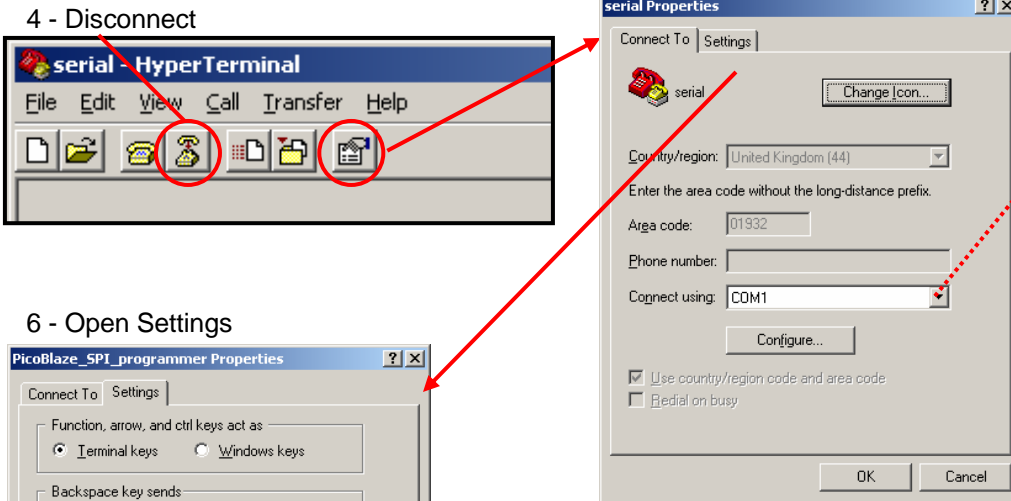 4 - Disconnect
serial - HyperTerminal
File Edit View Call Transfer Help
serial Properties
Connect To Settings
serial
Change Icon...
Country/region: United Kingdom (44)
Enter the area code without the long-distance prefix.
Area code: 01932
Phone number:
Connect using: COM1
Configure...
Use country/region code and area code
Redial on busy
OK Cancel
6 - Open Settings
PicoBlaze_SPI_programmer Properties
Connect To Settings
Function, arrow, and ctrl keys act as
Terminal keys Windows keys
Backspace key sends